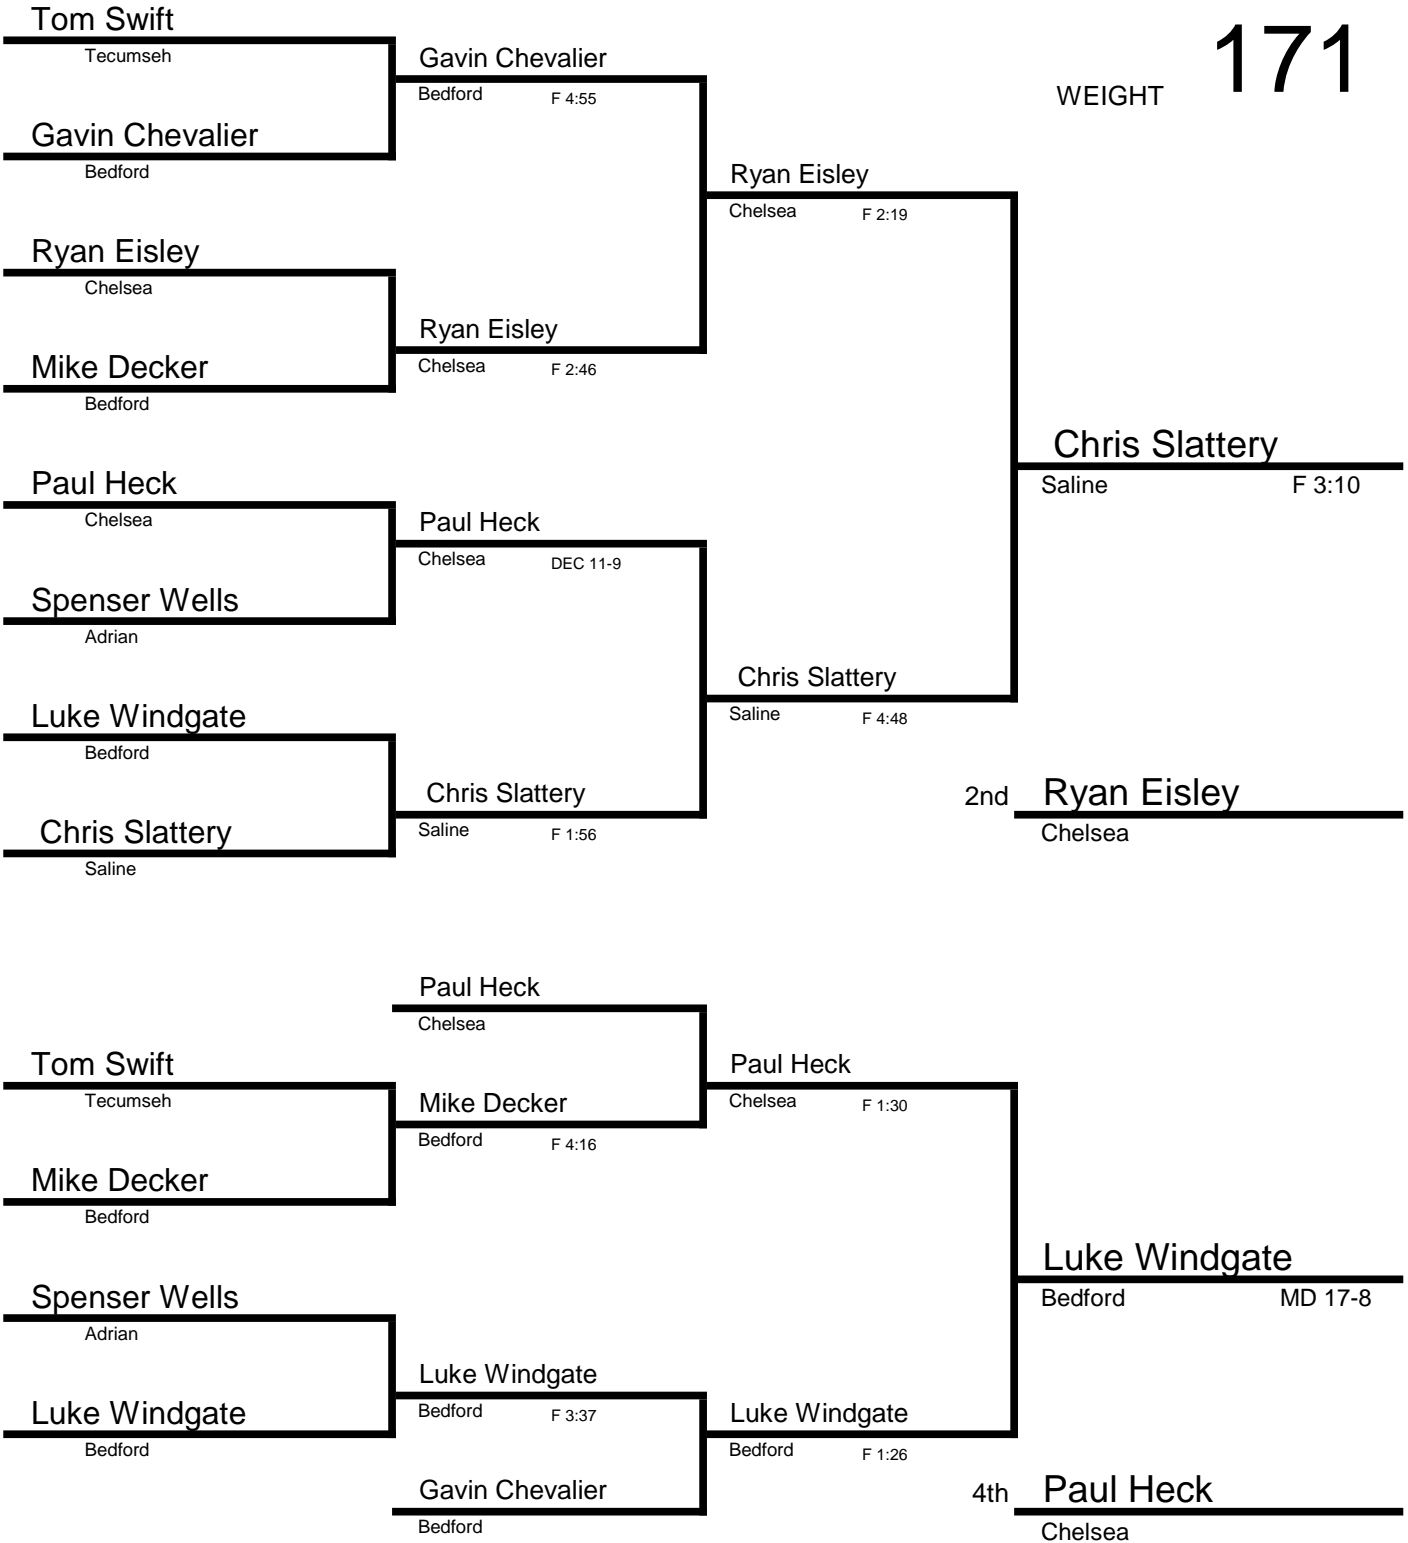 Tom Swift
Tecumseh
Gavin Chevalier
Bedford F 4:55
WEIGHT 171
Gavin Chevalier
Bedford
Ryan Eisley
Chelsea F 2:19
Ryan Eisley
Chelsea
Ryan Eisley
Chelsea F 2:46
Mike Decker
Bedford
Chris Slattery
Saline F 3:10
Paul Heck
Chelsea
Paul Heck
Chelsea DEC 11-9
Spenser Wells
Adrian
Chris Slattery
Saline F 4:48
Luke Windgate
Bedford
Chris Slattery
Saline F 1:56
2nd Ryan Eisley
Chelsea
Chris Slattery
Saline
Paul Heck
Chelsea
Tom Swift
Tecumseh
Paul Heck
Chelsea F 1:30
Mike Decker
Bedford F 4:16
Mike Decker
Bedford
Luke Windgate
Bedford MD 17-8
Spenser Wells
Adrian
Luke Windgate
Bedford F 3:37
Luke Windgate
Bedford
Luke Windgate
Bedford F 1:26
Gavin Chevalier
Bedford
4th Paul Heck
Chelsea